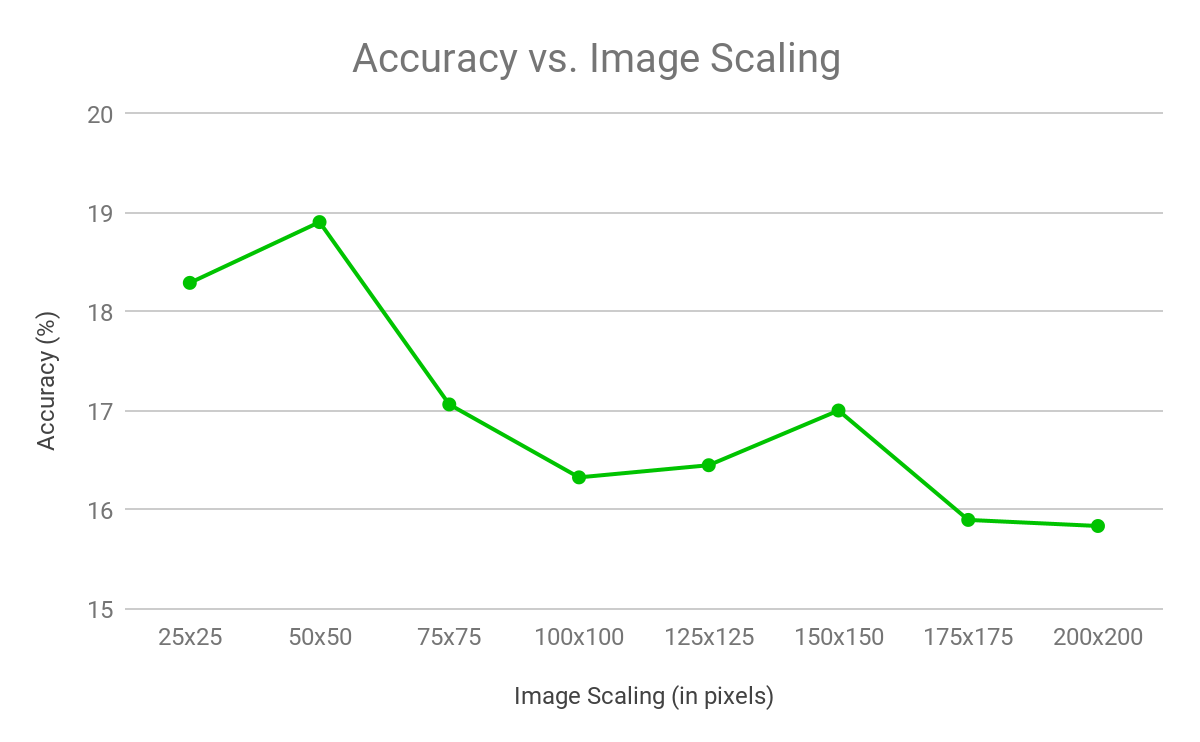 Accuracy vs. Image Scaling
20
19
18
17
16
15
Accuracy (%)
25x25 50x50 75x75 100x100 125x125 150x150 175x175 200x200
Image Scaling (in pixels)